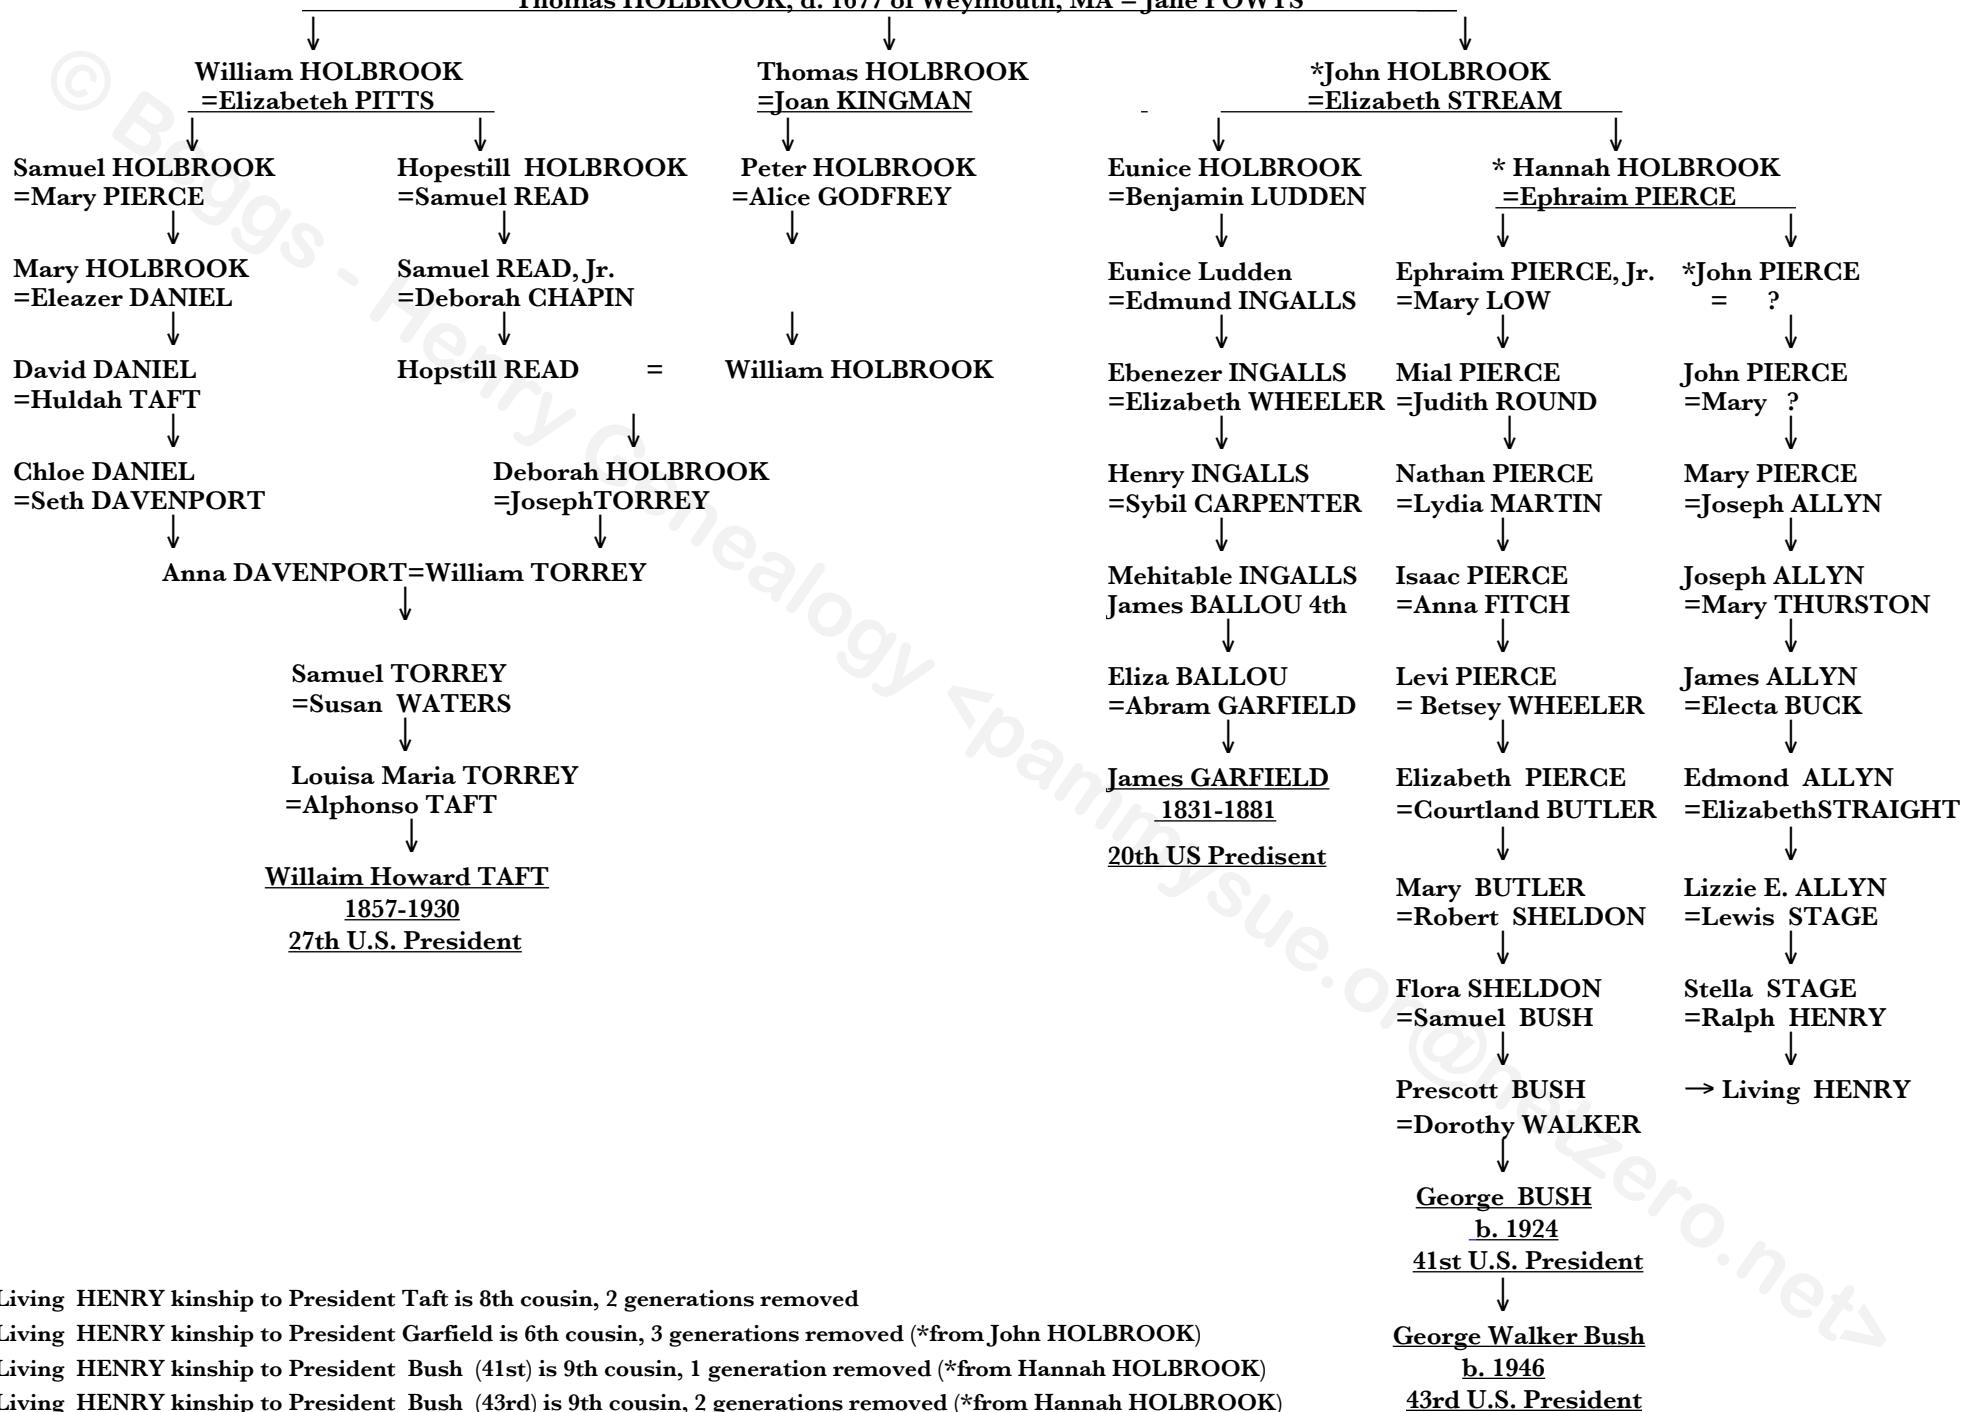 Thomas HOLBROOK, d. 1677 of Weymouth, MA = Jane POWYS
William HOLBROOK
=Elizabeteh PITTS
Thomas HOLBROOK
=Joan KINGMAN
*John HOLBROOK
=Elizabeth STREAM
Samuel HOLBROOK
=Mary PIERCE
Hopestill HOLBROOK
=Samuel READ
Peter HOLBROOK
=Alice GODFREY
Eunice HOLBROOK
=Benjamin LUDDEN
* Hannah HOLBROOK
=Ephraim PIERCE
Mary HOLBROOK
=Eleazer DANIEL
Samuel READ, Jr.
=Deborah CHAPIN
Eunice Ludden
=Edmund INGALLS
Ephraim PIERCE, Jr.
=Mary LOW
*John PIERCE
= ?
David DANIEL
=Huldah TAFT
Hopstill READ = William HOLBROOK
Ebenezer INGALLS
=Elizabeth WHEELER
Mial PIERCE
=Judith ROUND
John PIERCE
=Mary ?
Chloe DANIEL
=Seth DAVENPORT
Deborah HOLBROOK
=JosephTORREY
Henry INGALLS
=Sybil CARPENTER
Nathan PIERCE
=Lydia MARTIN
Mary PIERCE
=Joseph ALLYN
Anna DAVENPORT=William TORREY
Mehitable INGALLS
James BALLOU 4th
Isaac PIERCE
=Anna FITCH
Joseph ALLYN
=Mary THURSTON
Samuel TORREY
=Susan WATERS
Eliza BALLOU
=Abram GARFIELD
Levi PIERCE
= Betsey WHEELER
James ALLYN
=Electa BUCK
Louisa Maria TORREY
=Alphonso TAFT
James GARFIELD
1831-1881
20th US Predisent
Elizabeth PIERCE
=Courtland BUTLER
Edmond ALLYN
=ElizabethSTRAIGHT
Willaim Howard TAFT
1857-1930
27th U.S. President
Mary BUTLER
=Robert SHELDON
Lizzie E. ALLYN
=Lewis STAGE
Flora SHELDON
=Samuel BUSH
Stella STAGE
=Ralph HENRY
Prescott BUSH
=Dorothy WALKER
→ Living HENRY
George BUSH
b. 1924
41st U.S. President
George Walker Bush
b. 1946
43rd U.S. President
Living HENRY kinship to President Taft is 8th cousin, 2 generations removed
Living HENRY kinship to President Garfield is 6th cousin, 3 generations removed (*from John HOLBROOK)
Living HENRY kinship to President Bush (41st) is 9th cousin, 1 generation removed (*from Hannah HOLBROOK)
Living HENRY kinship to President Bush (43rd) is 9th cousin, 2 generations removed (*from Hannah HOLBROOK)
© Boggs - Henry Genealogy <pammysue.or@netzero.net>